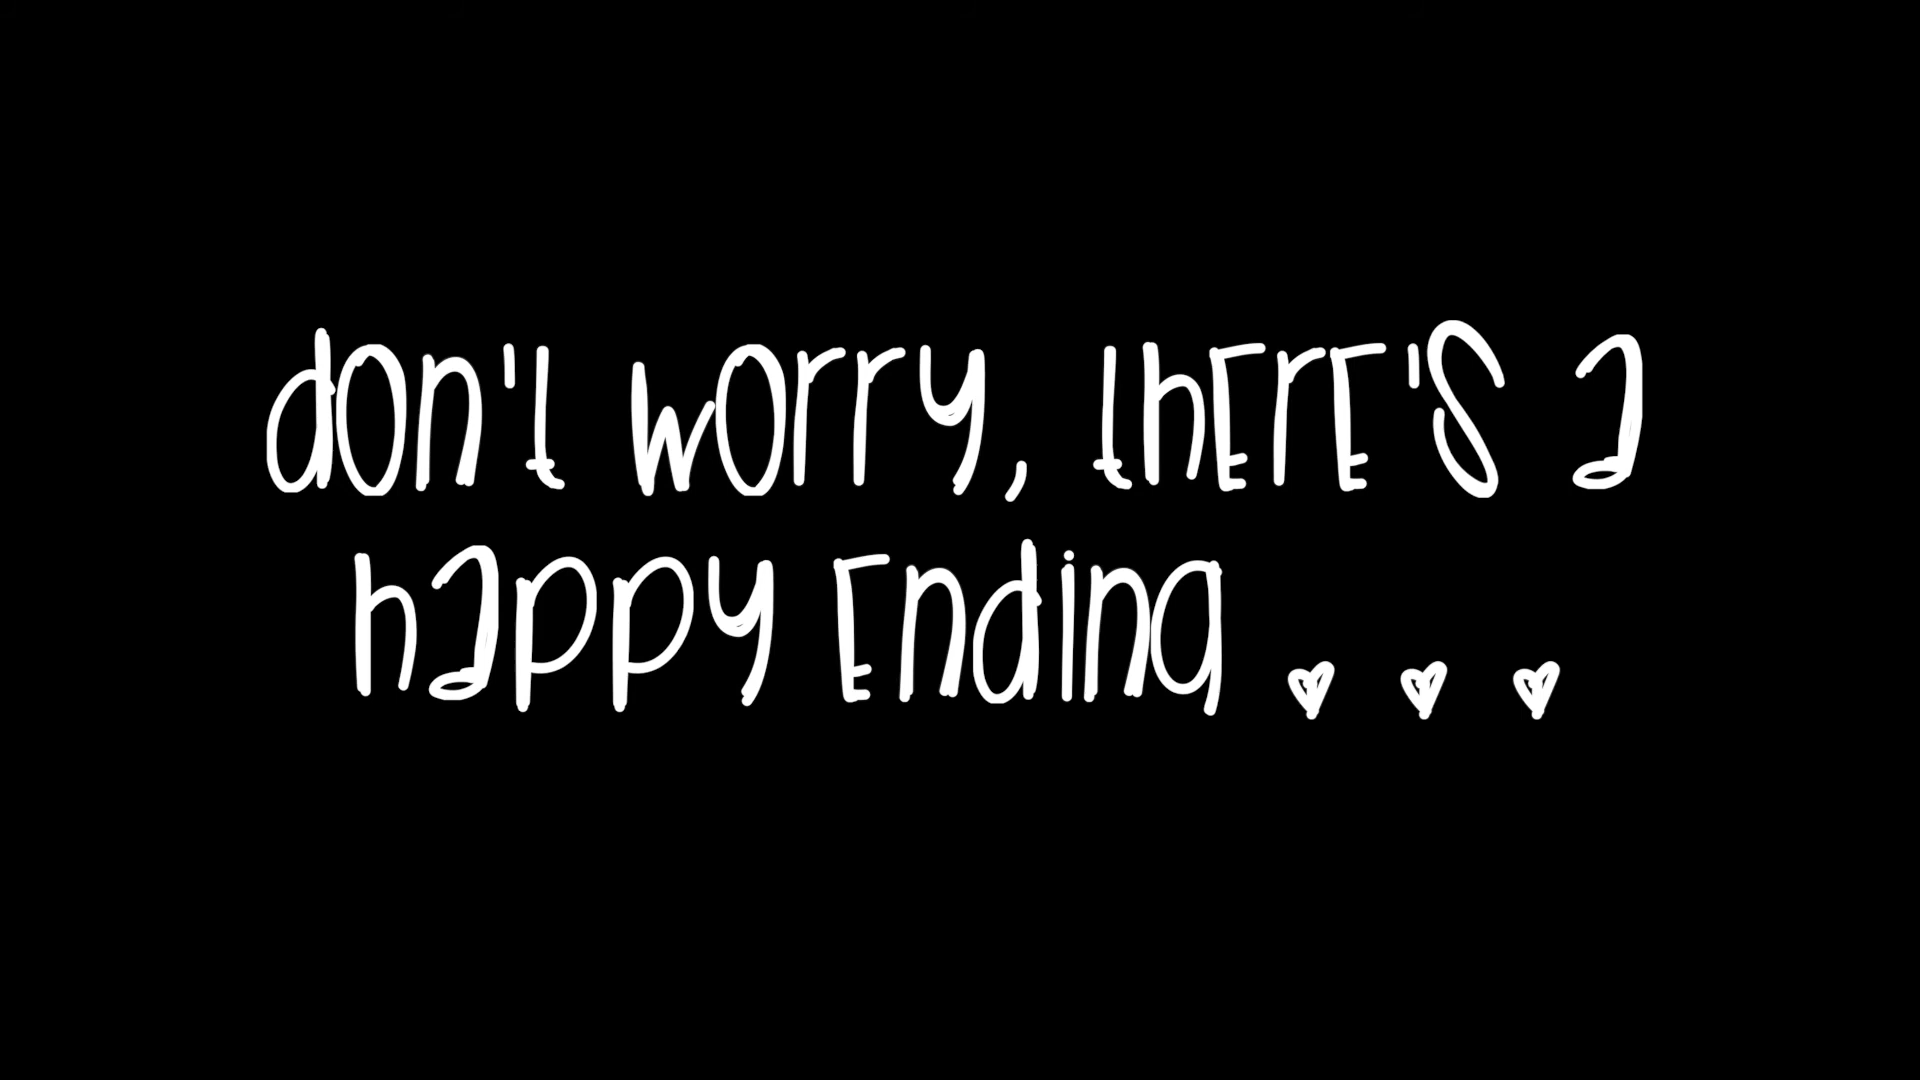 don't worry, there's a
happy ending ♥ ♥ ♥